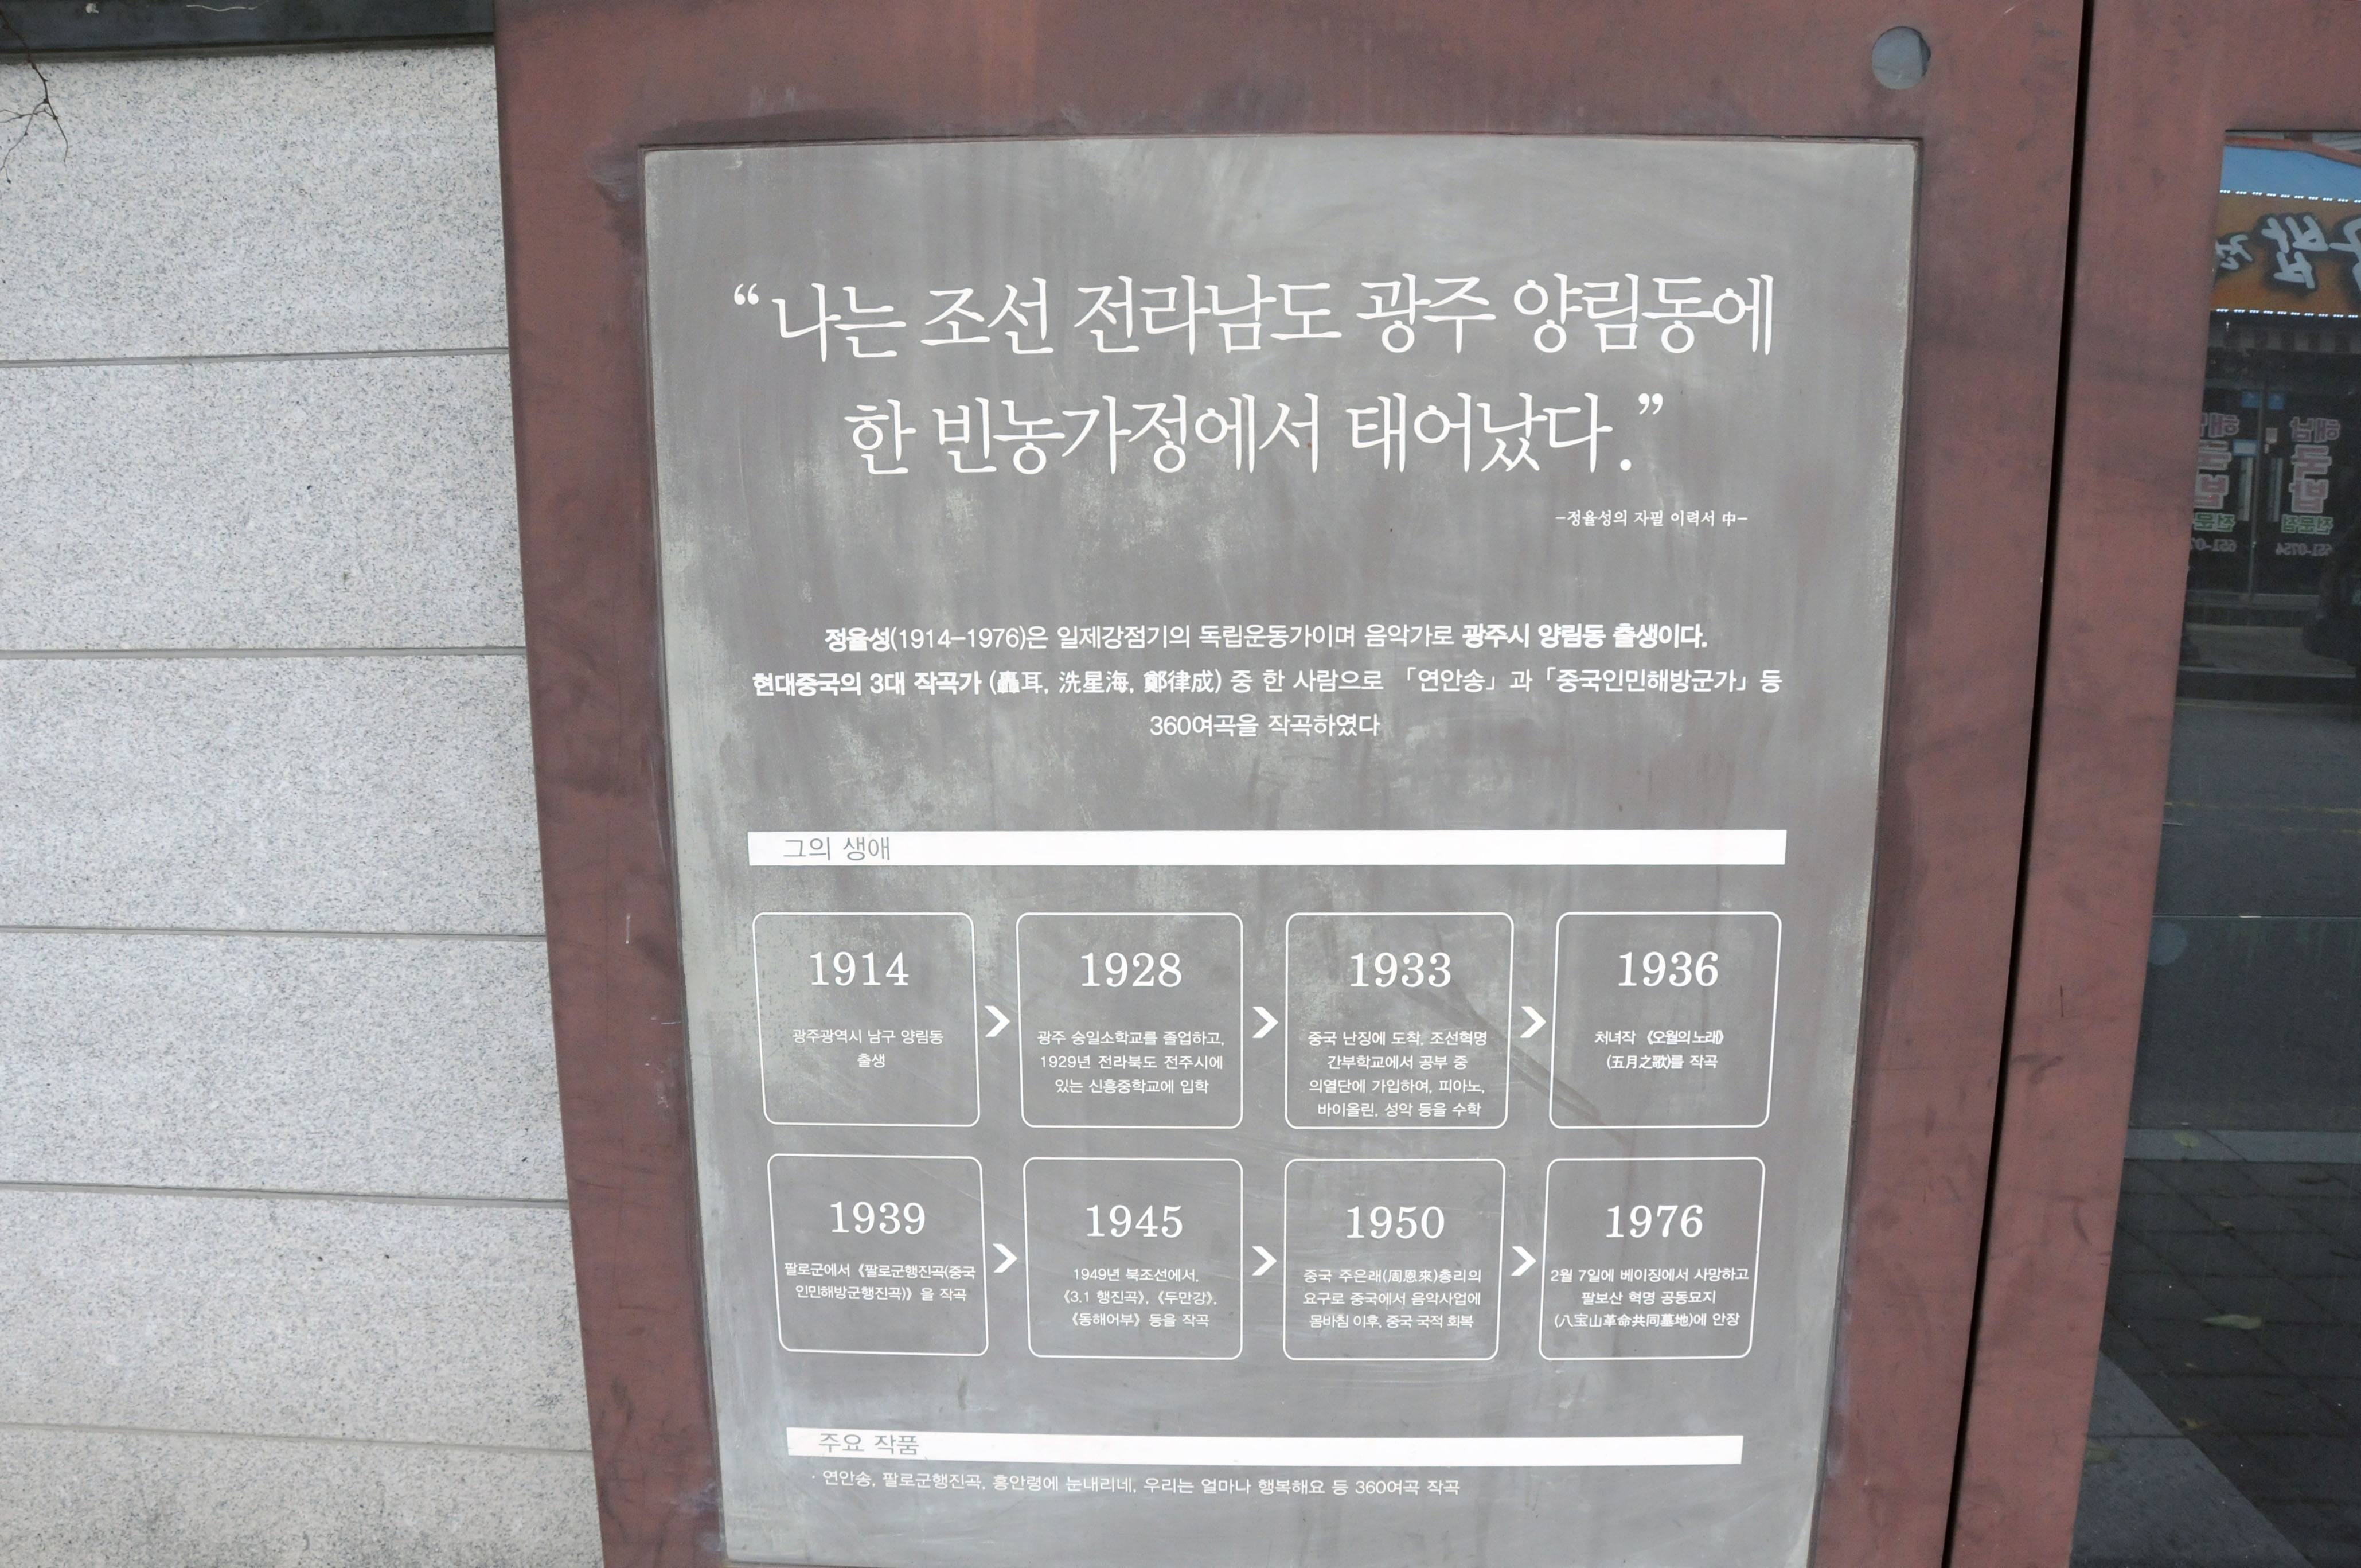 “나는 조선 전라남도 광주 양림동에
한 빈농가정에서 태어났다.”
-정율성의 자필 이력서 中-
정율성(1914-1976)은 일제강점기의 독립운동가이며 음악가로 광주시 양림동 출생이다.
현대중국의 3대 작곡가 (聶耳, 洗星海, 鄭律成) 중 한 사람으로 「연안송」과「중국인민해방군가」등
360여곡을 작곡하였다
그의 생애
1914
광주광역시 남구 양림동
출생
1928
광주 숭일소학교를 졸업하고,
1929년 전라북도 전주시에
있는 신흥중학교에 입학
1933
중국 난징에 도착, 조선혁명
간부학교에서 공부 중
의열단에 가입하여, 피아노,
바이올린, 성악 등을 수학
1936
처녀작 《오월의 노래》
(五月之歌)를 작곡
1939
팔로군에서《팔로군행진곡(중국
인민해방군행진곡)》을 작곡
1945
1949년 북조선에서,
《3.1 행진곡》,《두만강》,
《동해어부》등을 작곡
1950
중국 주은래(周恩來)총리의
요구로 중국에서 음악사업에
몸바침 이후, 중국 국적 회복
1976
2월 7일에 베이징에서 사망하고
팔보산 혁명 공동묘지
(八宝山革命共同墓地)에 안장
주요 작품
· 연안송, 팔로군행진곡, 흥안령에 눈내리네, 우리는 얼마나 행복해요 등 360여곡 작곡